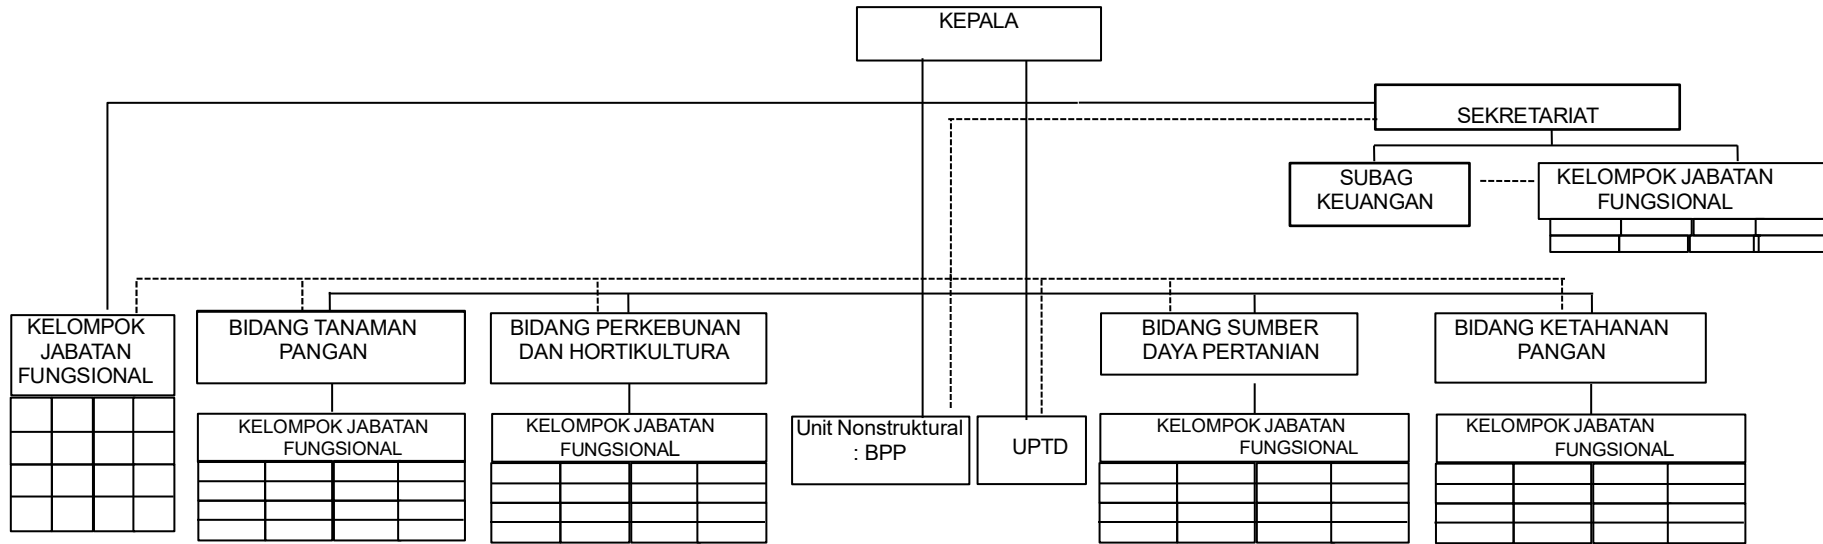 KEPALA
SEKRETARIAT
SUBAG
KEUANGAN
KELOMPOK JABATAN
FUNGSIONAL
KELOMPOK
JABATAN
FUNGSIONAL
BIDANG TANAMAN
PANGAN
BIDANG PERKEBUNAN
DAN HORTIKULTURA
BIDANG SUMBER
DAYA PERTANIAN
BIDANG KETAHANAN
PANGAN
KELOMPOK JABATAN
FUNGSIONAL
KELOMPOK JABATAN
FUNGSIONAL
Unit Nonstruktural
: BPP
UPTD
KELOMPOK JABATAN
FUNGSIONAL
KELOMPOK JABATAN
FUNGSIONAL